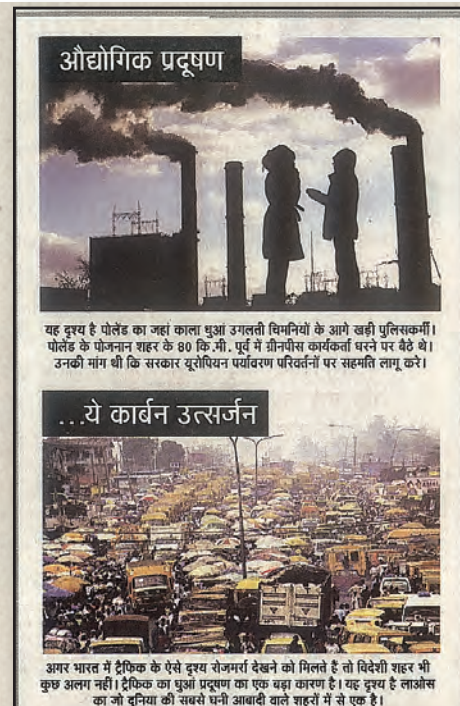 औद्योगिक प्रदूषण
यह दृश्य है पोलेंड का जहां काला धुआं उगलती चिमनियों के आगे खड़ी पुलिसकर्मी।
पोलेंड के पोजनान शहर के 80 कि.मी. पूर्व में ग्रीनपीस कार्यकर्ता धरने पर बैठे थे।
उनकी मांग थी कि सरकार यूरोपियन पर्यावरण परिवर्तनों पर सहमति लागू करे।
...ये कार्बन उत्सर्जन
अगर भारत में ट्रैफिक के ऐसे दृश्य रोजमर्रा देखने को मिलते हैं तो विदेशी शहर भी
कुछ अलग नहीं। ट्रैफिक का धुआं प्रदूषण का एक बड़ा कारण है। यह दृश्य है लाओस
का जो दुनिया की सबसे घनी आबादी वाले शहरों में से एक है।